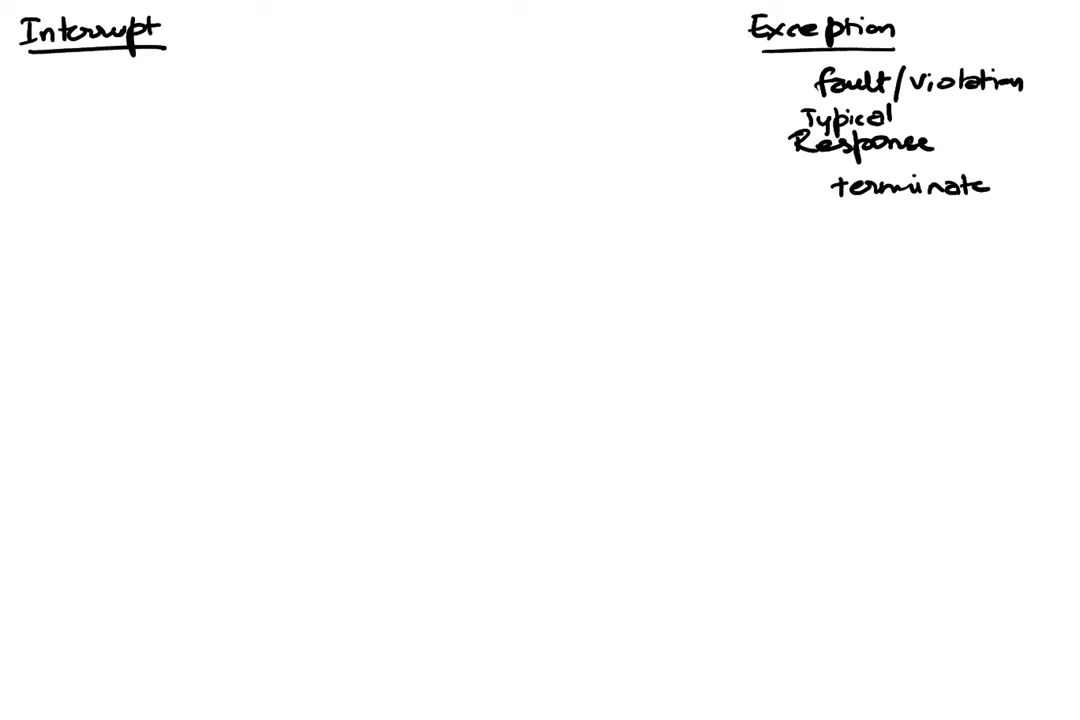 Interrupt
Exception
fault/violation
Typical
Response
terminate